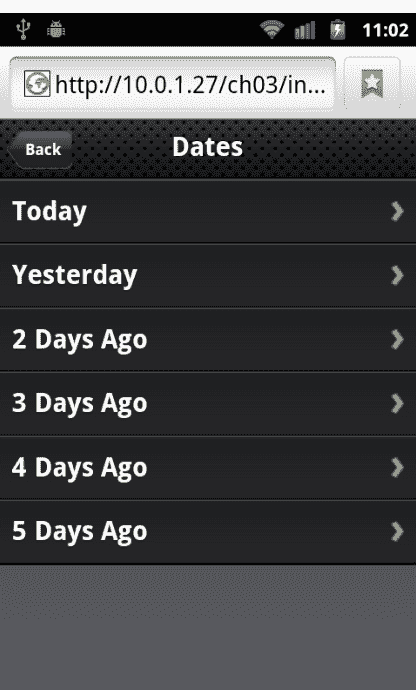 11:02
http://10.0.1.27/ch03/in...
Back
Dates
Today
Yesterday
2 Days Ago
3 Days Ago
4 Days Ago
5 Days Ago